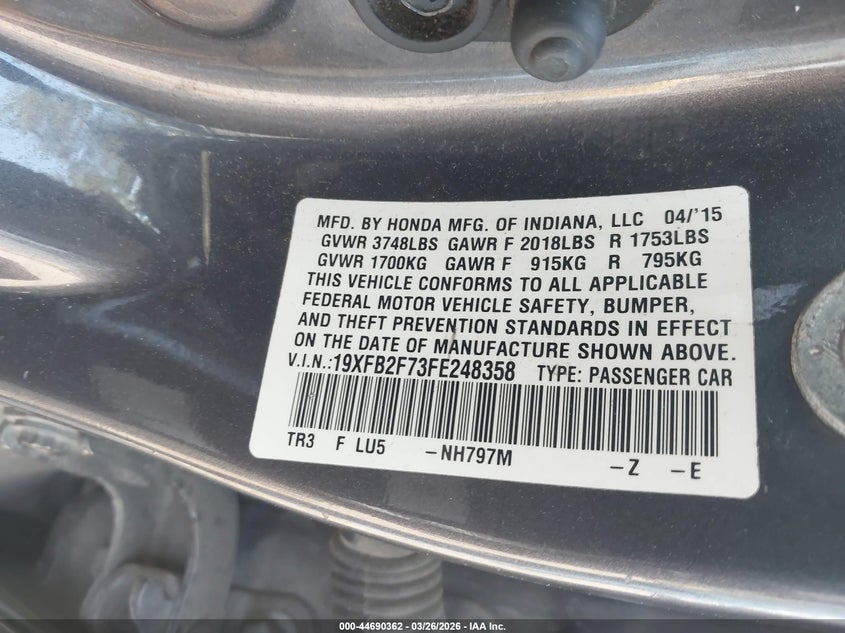 MFD. BY HONDA MFG. OF INDIANA, LLC 04/'15
GVWR 3748LBS GAWR F 2018LBS R 1753LBS
GVWR 1700KG GAWR F 915KG R 795KG
THIS VEHICLE CONFORMS TO ALL APPLICABLE
FEDERAL MOTOR VEHICLE SAFETY, BUMPER,
AND THEFT PREVENTION STANDARDS IN EFFECT
ON THE DATE OF MANUFACTURE SHOWN ABOVE.
V.I.N.:19XFB2F73FE248358 TYPE: PASSENGER CAR
TR3 F LU5 -NH797M -Z -E
000-44690362 | 03/26/2026 - IAA Inc.